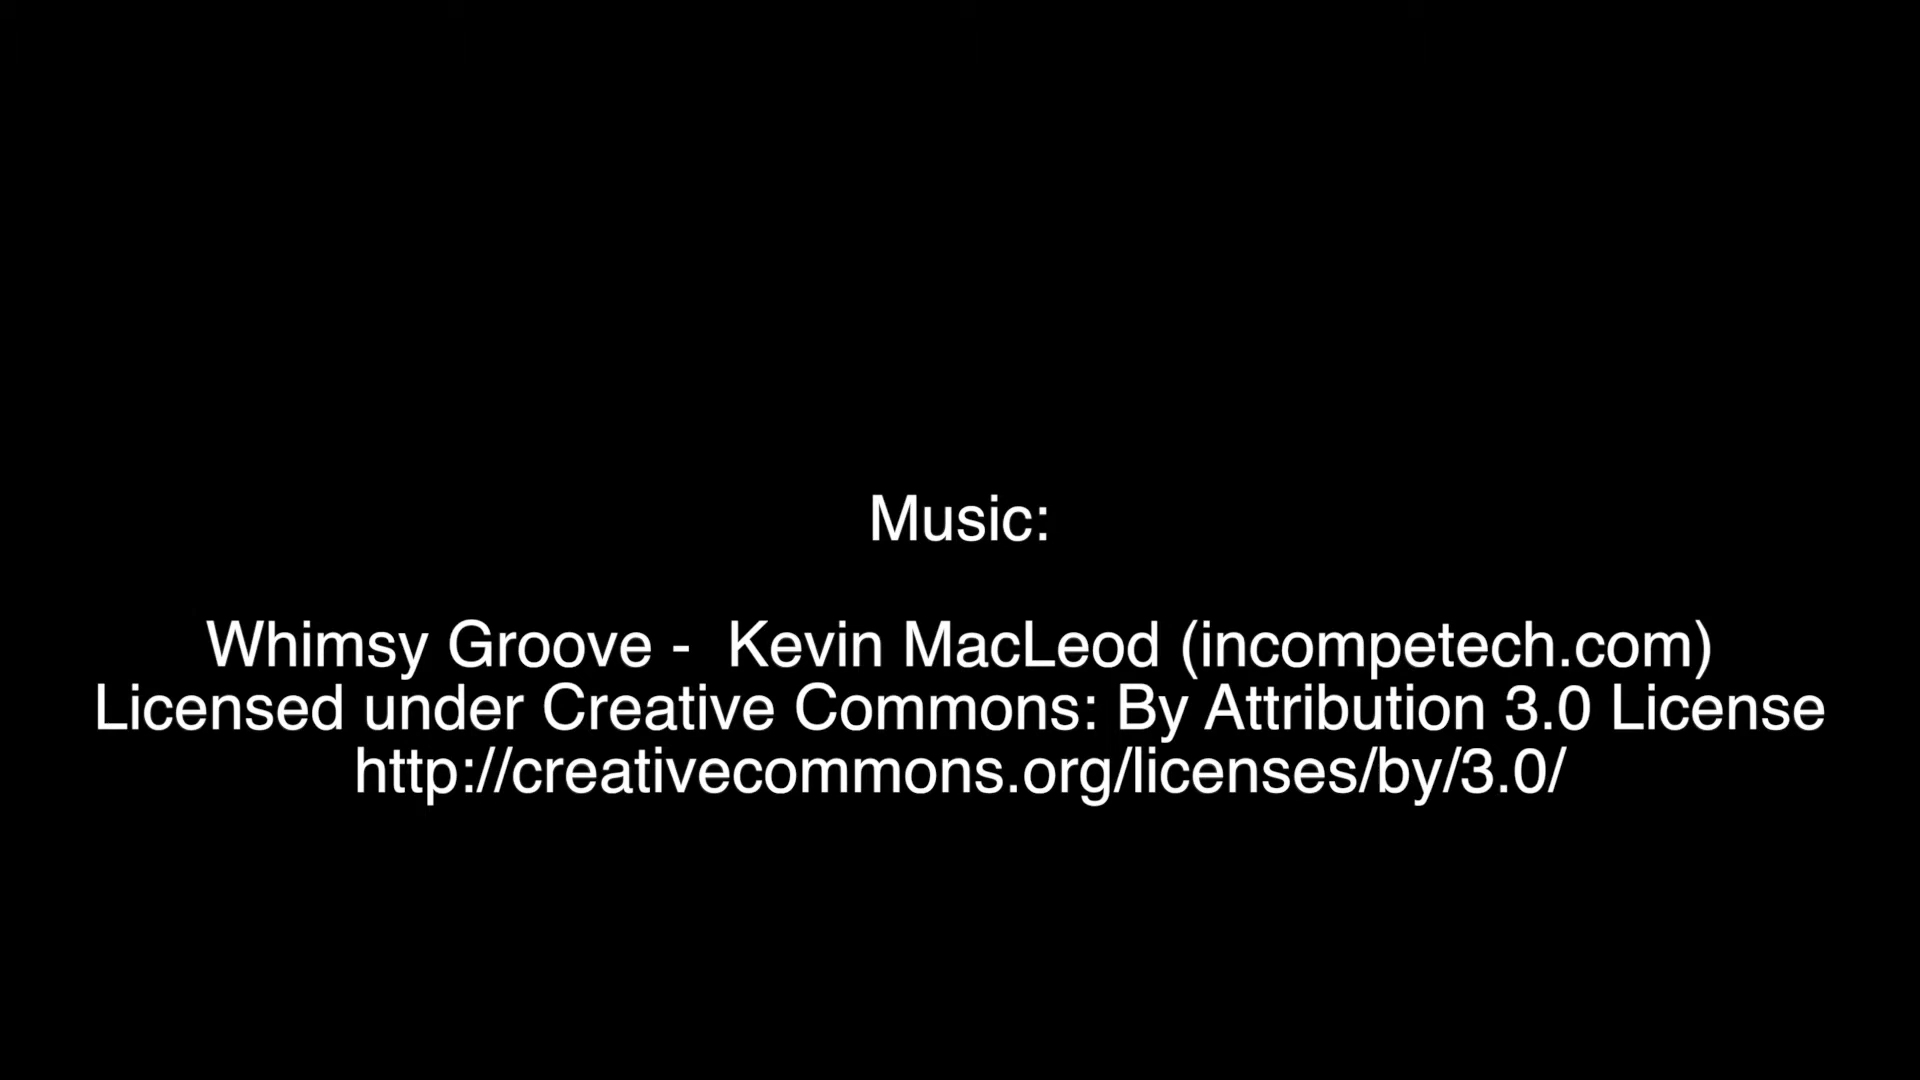 Music:
Whimsy Groove -  Kevin MacLeod (incompetech.com)
Licensed under Creative Commons: By Attribution 3.0 License
http://creativecommons.org/licenses/by/3.0/